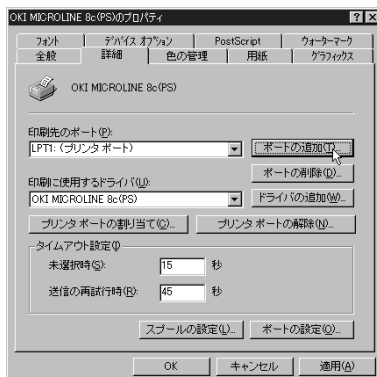 OKI MICROLINE 8c(PS)のプロパティ
フォント デバイス オプション PostScript ウォーターマーク
全般 詳細 色の管理 用紙 グラフィックス
OKI MICROLINE 8c(PS)
印刷先のポート(P):
LPT1: (プリンタ ポート) ポートの追加(T)...
ポートの削除(D)...
印刷に使用するドライバ(U):
OKI MICROLINE 8c(PS) ドライバの追加(W)...
プリンタ ポートの割り当て(C)... プリンタ ポートの解除(N)...
タイムアウト設定
未選択時(S): 15 秒
送信の再試行時(R): 45 秒
スプールの設定(L)... ポートの設定(O)...
OK キャンセル 適用(A)